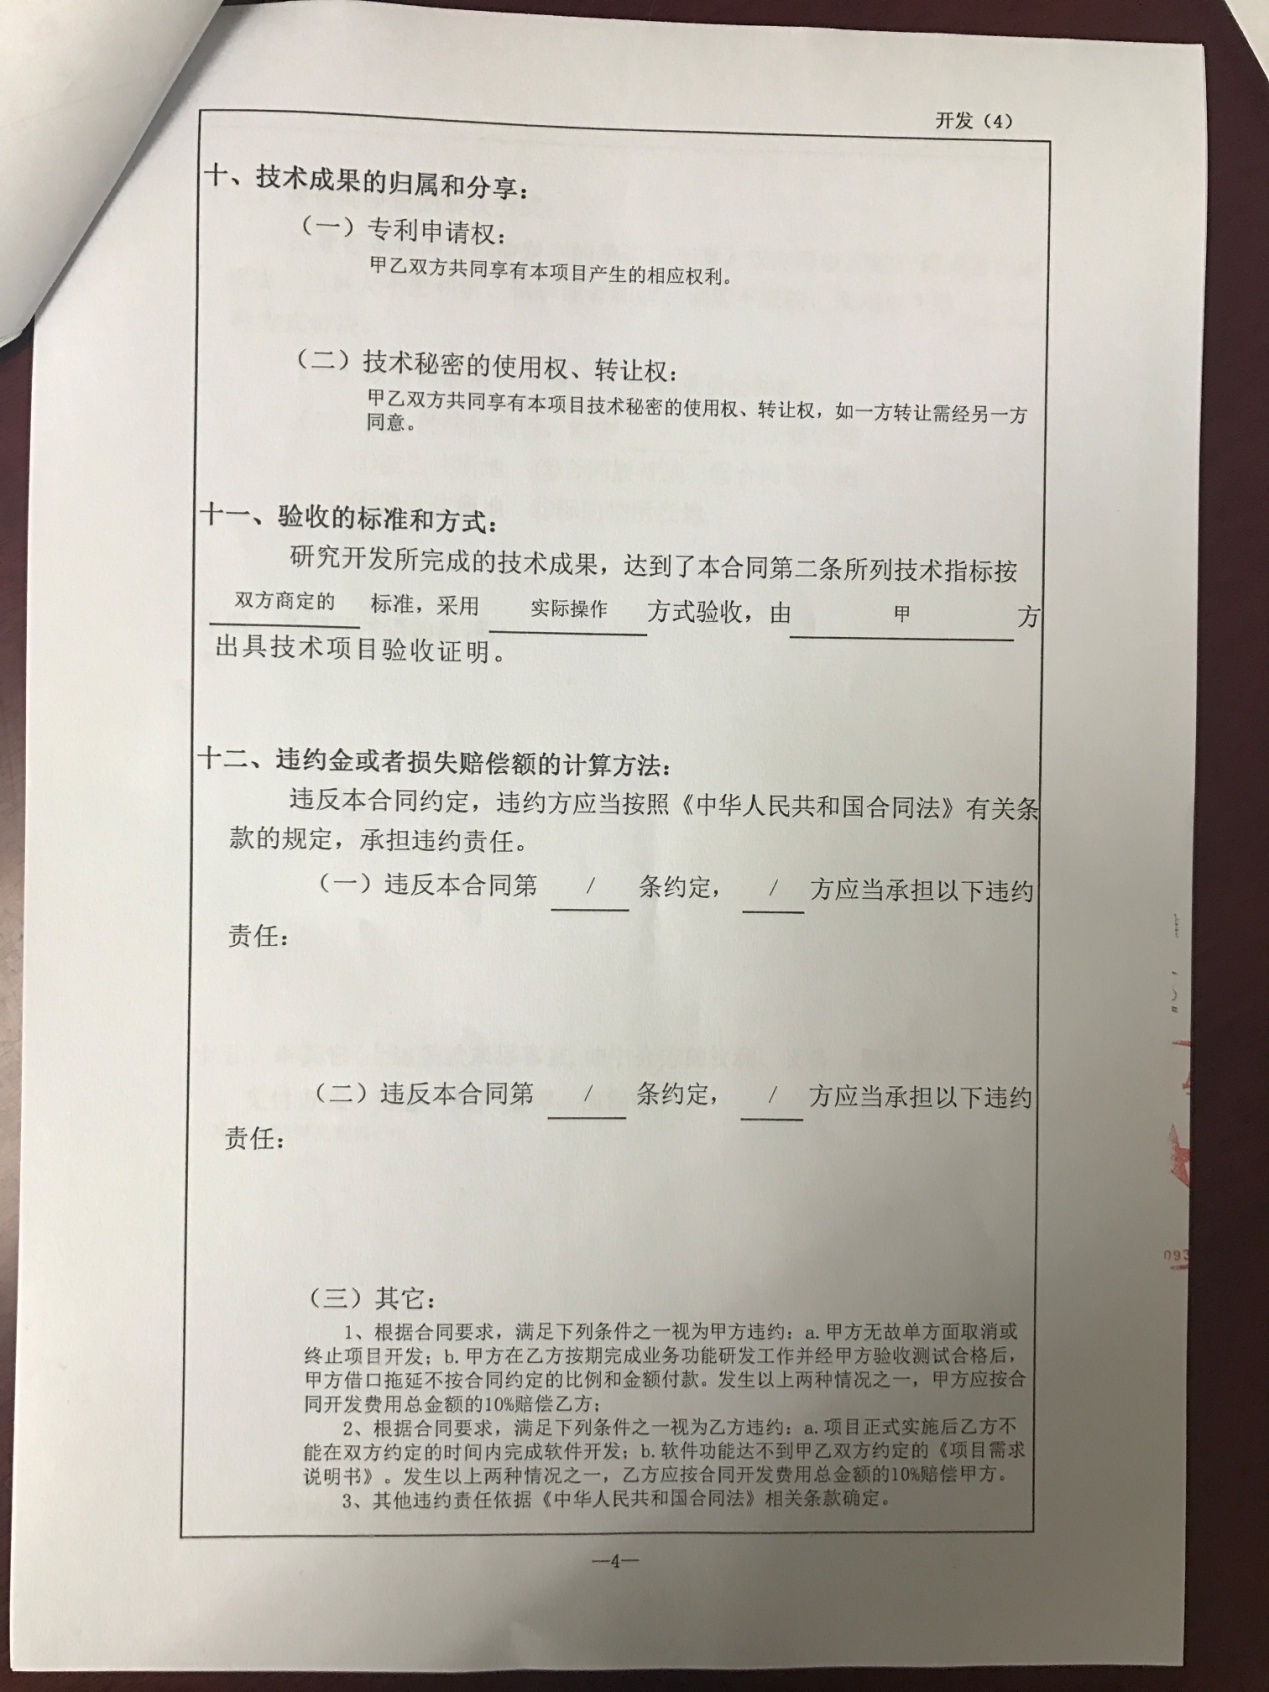 开发（4）
十、技术成果的归属和分享：
（一）专利申请权：
甲乙双方共同享有本项目产生的相应权利。
（二）技术秘密的使用权、转让权：
甲乙双方共同享有本项目技术秘密的使用权、转让权，如一方转让需经另一方
同意。
十一、验收的标准和方式：
研究开发所完成的技术成果，达到了本合同第二条所列技术指标按
双方商定的 标准，采用 实际操作 方式验收，由 甲 方
出具技术项目验收证明。
十二、违约金或者损失赔偿额的计算方法：
违反本合同约定，违约方应当按照《中华人民共和国合同法》有关条
款的规定，承担违约责任。
（一）违反本合同第 / 条约定， / 方应当承担以下违约
责任：
（二）违反本合同第 / 条约定， / 方应当承担以下违约
责任：
（三）其它：
1、根据合同要求，满足下列条件之一视为甲方违约：a.甲方无故单方面取消或
终止项目开发；b.甲方在乙方按期完成业务功能研发工作并经甲方验收测试合格后，
甲方借口拖延不按合同约定的比例和金额付款。发生以上两种情况之一，甲方应按合
同开发费用总金额的10%赔偿乙方；
2、根据合同要求，满足下列条件之一视为乙方违约：a.项目正式实施后乙方不
能在双方约定的时间内完成软件开发；b.软件功能达不到甲乙双方约定的《项目需求
说明书》。发生以上两种情况之一，乙方应按合同开发费用总金额的10%赔偿甲方。
3、其他违约责任依据《中华人民共和国合同法》相关条款确定。
—4—
093